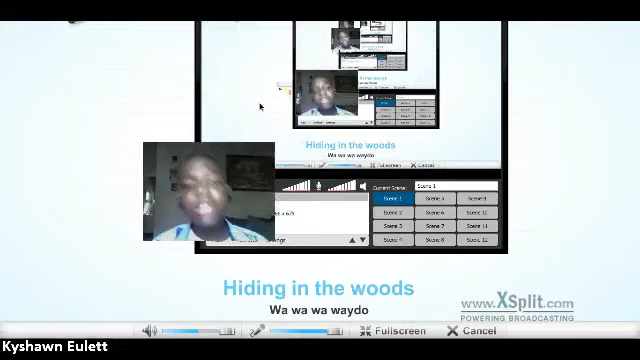 Hiding in the woods
Wa wa wa waydo
Fullscreen Cancel
Current Scene: Scene 1
Scene 1 Scene 5 Scene 9
Scene 2 Scene 6 Scene 10
Scene 3 Scene 7 Scene 11
Scene 4 Scene 8 Scene 12
Hiding in the woods
Wa wa wa waydo
www.XSplit.com
POWERING BROADCASTING
Fullscreen Cancel
Kyshawn Eulett